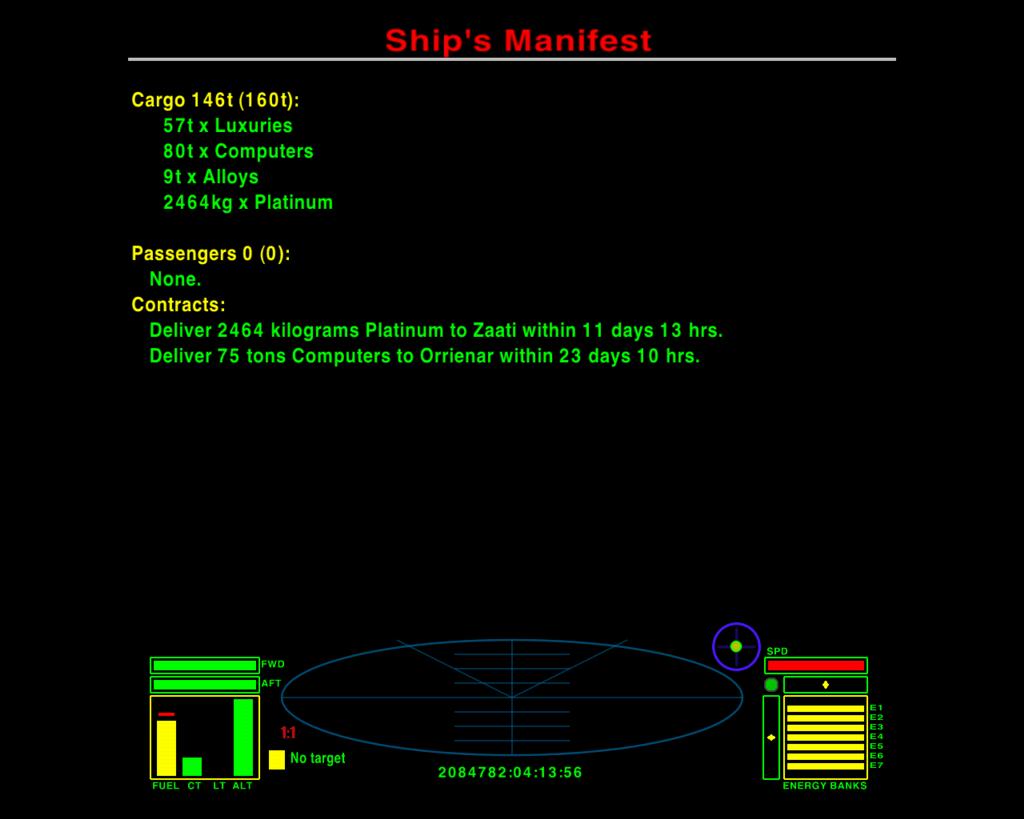 Ship's Manifest
Cargo 146t (160t):
57t x Luxuries
80t x Computers
9t x Alloys
2464kg x Platinum
Passengers 0 (0):
None.
Contracts:
Deliver 2464 kilograms Platinum to Zaati within 11 days 13 hrs.
Deliver 75 tons Computers to Orrienar within 23 days 10 hrs.
FWD
AFT
1:1
No target
FUEL CT LT ALT
2084782:04:13:56
SPD
E1
E2
E3
E4
E5
E6
E7
ENERGY BANKS